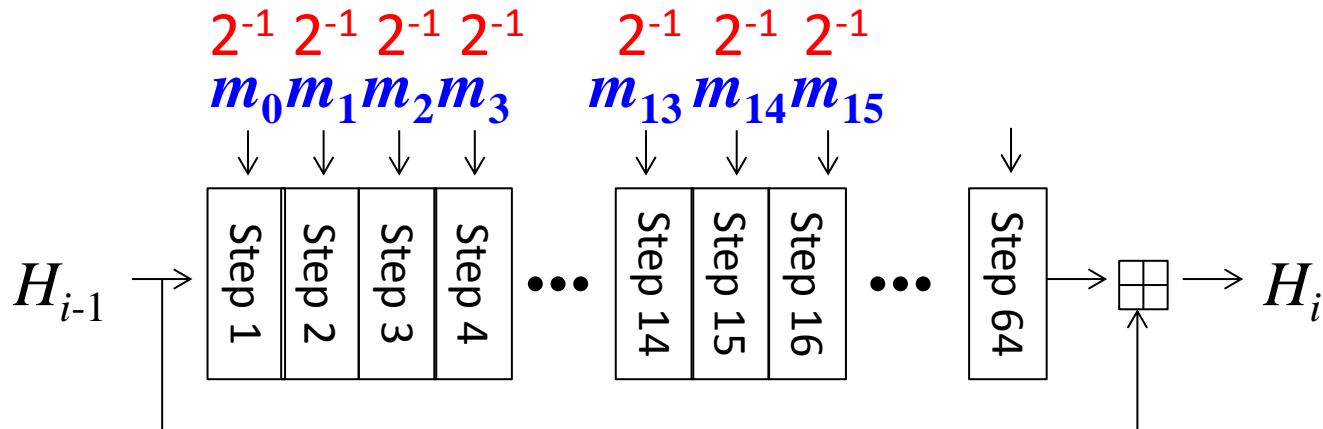 2⁻¹ 2⁻¹ 2⁻¹ 2⁻¹ 2⁻¹ 2⁻¹ 2⁻¹
m₀ m₁ m₂ m₃ m₁₃ m₁₄ m₁₅
Step 1
Step 2
Step 3
Step 4
•••
Step 14
Step 15
Step 16
•••
Step 64
Hᵢ₋₁
Hᵢ